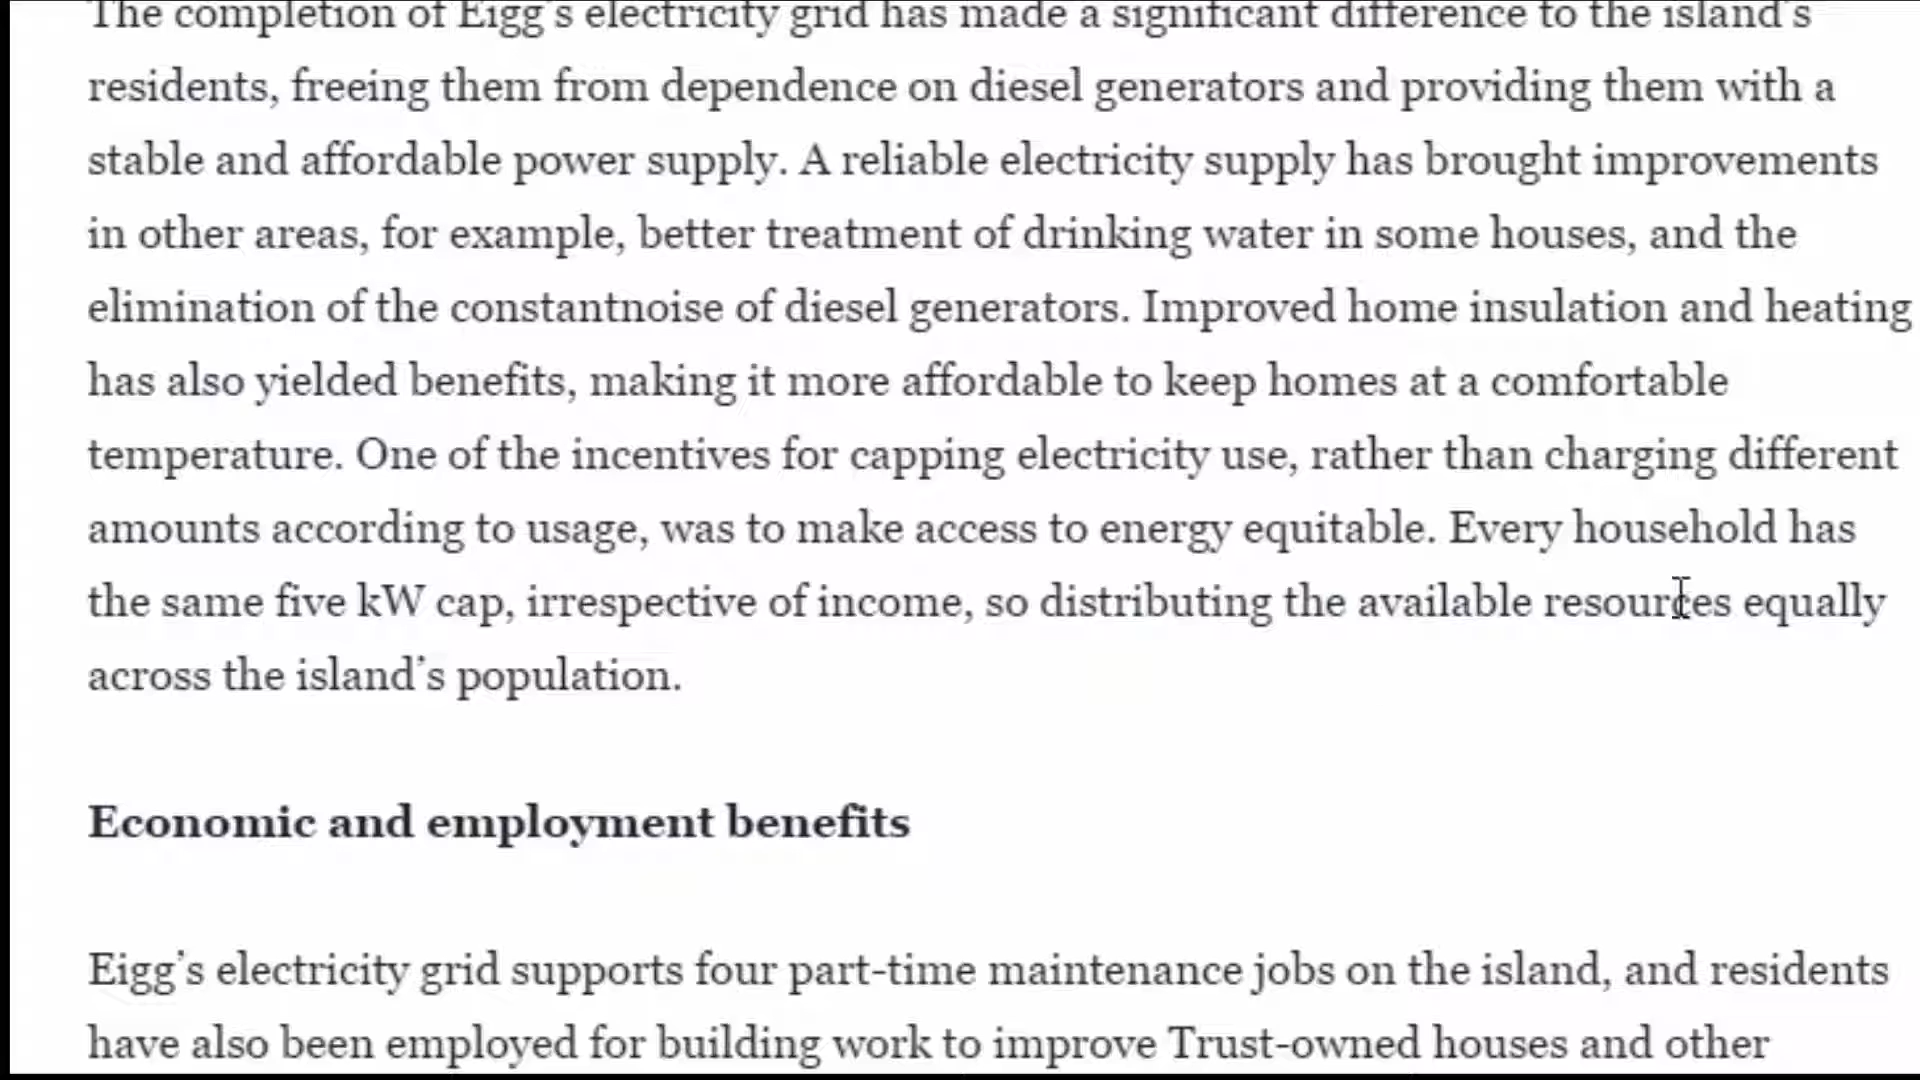 The completion of Eigg's electricity grid has made a significant difference to the island's
residents, freeing them from dependence on diesel generators and providing them with a
stable and affordable power supply. A reliable electricity supply has brought improvements
in other areas, for example, better treatment of drinking water in some houses, and the
elimination of the constantnoise of diesel generators. Improved home insulation and heating
has also yielded benefits, making it more affordable to keep homes at a comfortable
temperature. One of the incentives for capping electricity use, rather than charging different
amounts according to usage, was to make access to energy equitable. Every household has
the same five kW cap, irrespective of income, so distributing the available resources equally
across the island’s population.
Economic and employment benefits
Eigg’s electricity grid supports four part-time maintenance jobs on the island, and residents
have also been employed for building work to improve Trust-owned houses and other